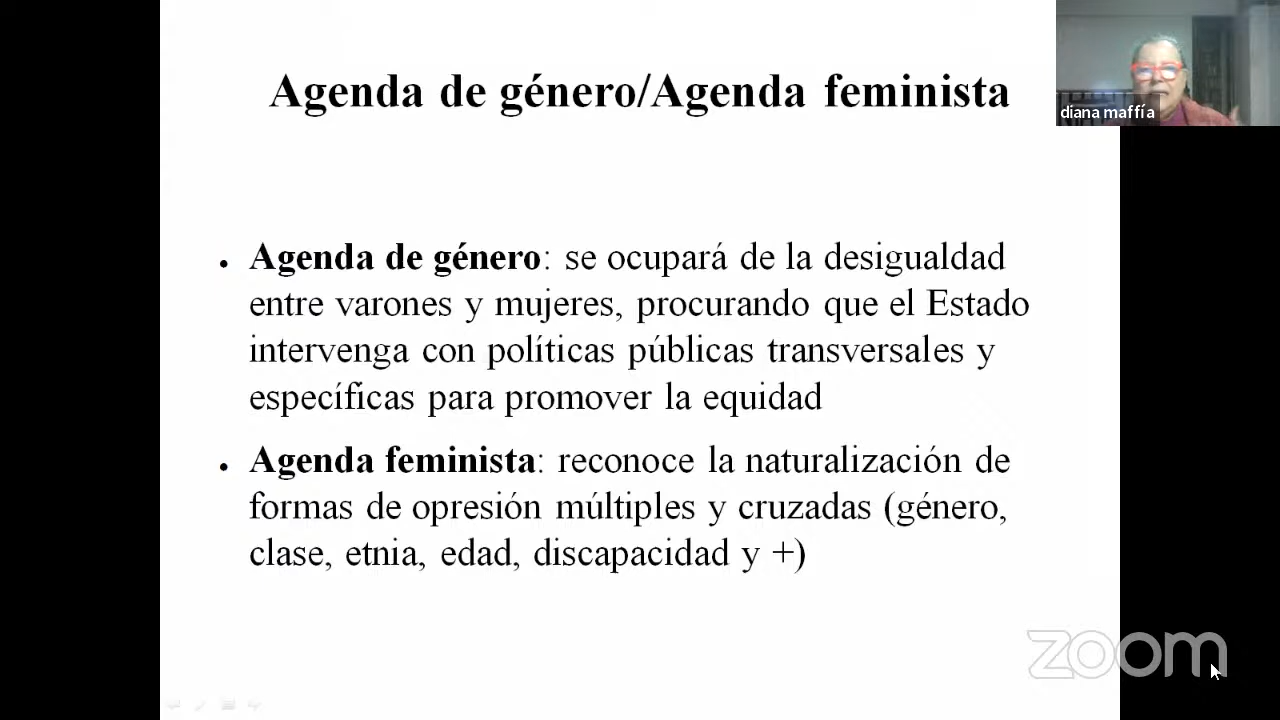 Agenda de género/Agenda feminista
diana maffía
• Agenda de género: se ocupará de la desigualdad
entre varones y mujeres, procurando que el Estado
intervenga con políticas públicas transversales y
específicas para promover la equidad
• Agenda feminista: reconoce la naturalización de
formas de opresión múltiples y cruzadas (género,
clase, etnia, edad, discapacidad y +)
zoom